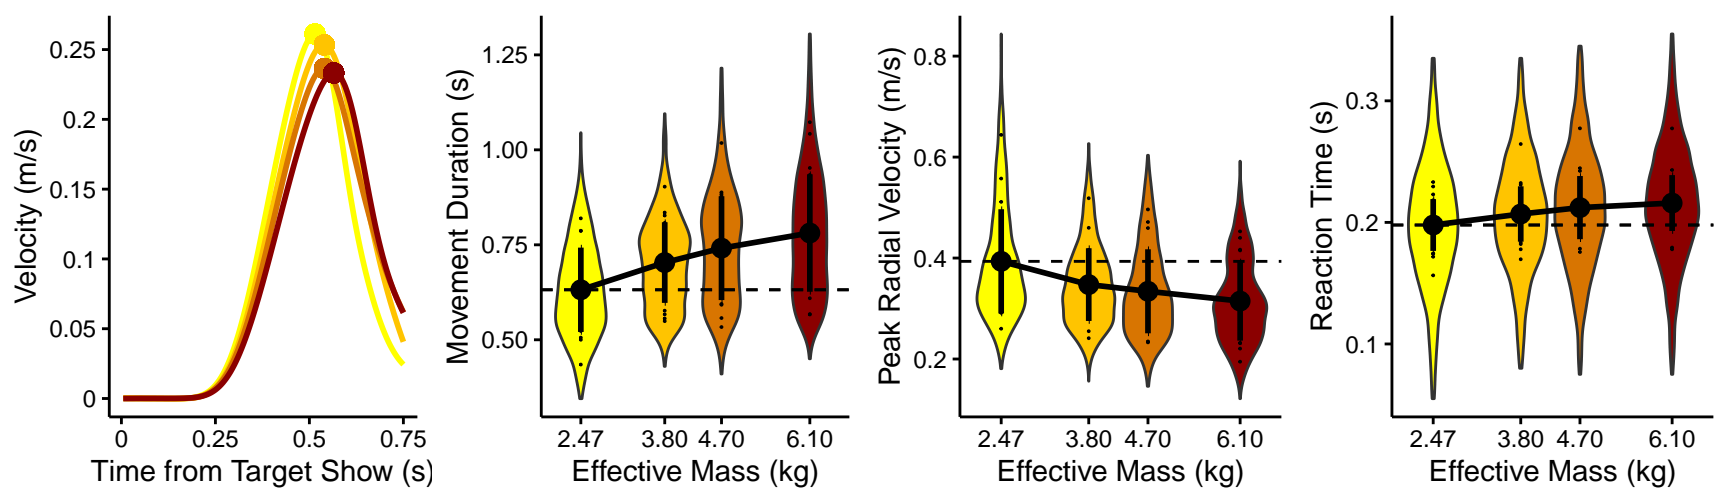 Velocity (m/s)
0.25
0.2
0.15
0.1
0.05
0
0 0.25 0.5 0.75
Time from Target Show (s)
Movement Duration (s)
1.25
1.00
0.75
0.50
2.47 3.80 4.70 6.10
Effective Mass (kg)
Peak Radial Velocity (m/s)
0.8
0.6
0.4
0.2
2.47 3.80 4.70 6.10
Effective Mass (kg)
Reaction Time (s)
0.3
0.2
0.1
2.47 3.80 4.70 6.10
Effective Mass (kg)